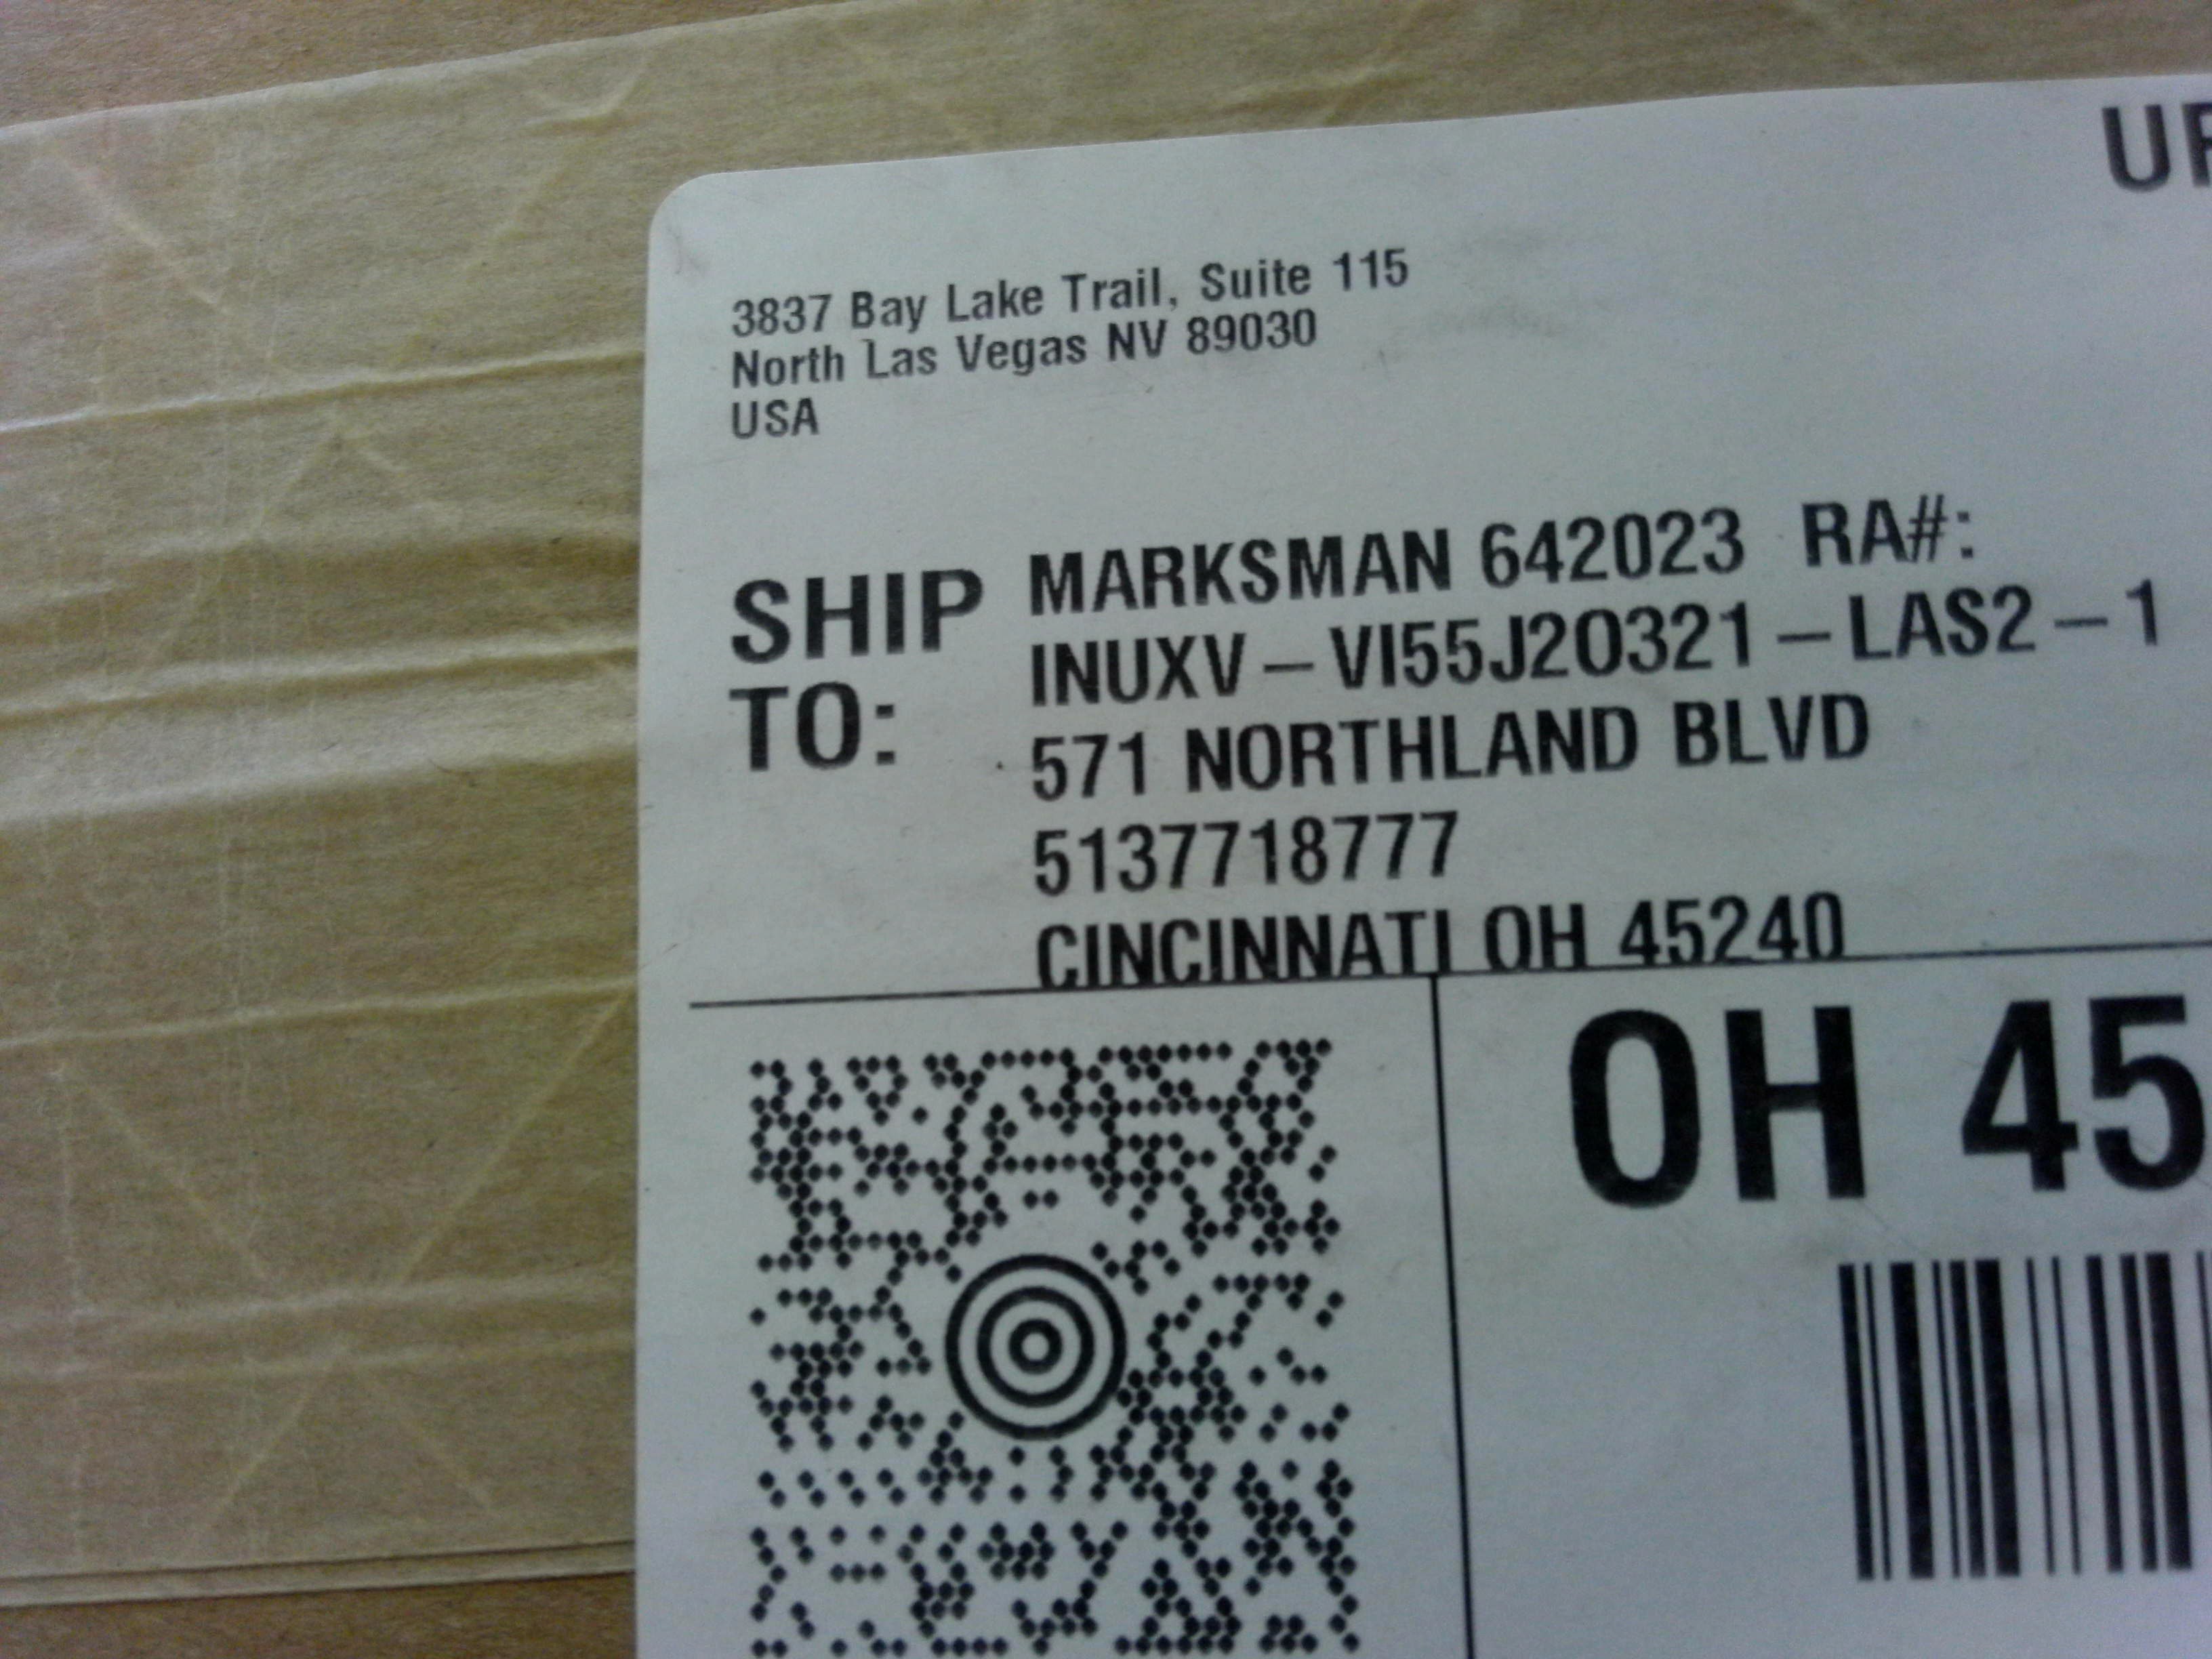 3837 Bay Lake Trail, Suite 115
North Las Vegas NV 89030
USA
SHIP TO:
MARKSMAN 642023 RA#:
INUXV-VI55J20321-LAS2-1
571 NORTHLAND BLVD
5137718777
CINCINNATI OH 45240
OH 45